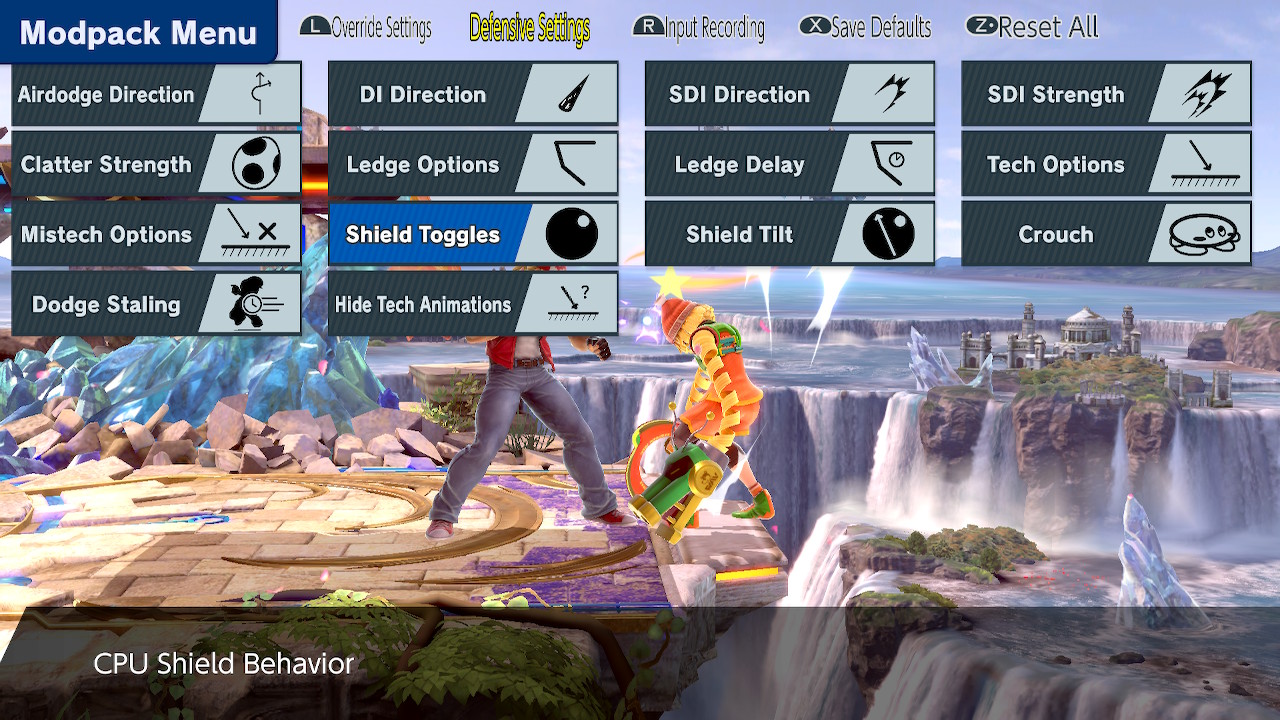 Modpack Menu
L Override Settings
Defensive Settings
R Input Recording
X Save Defaults
Z Reset All
Airdodge Direction
DI Direction
SDI Direction
SDI Strength
Clatter Strength
Ledge Options
Ledge Delay
Tech Options
Mistech Options
Shield Toggles
Shield Tilt
Crouch
Dodge Staling
Hide Tech Animations
?
CPU Shield Behavior